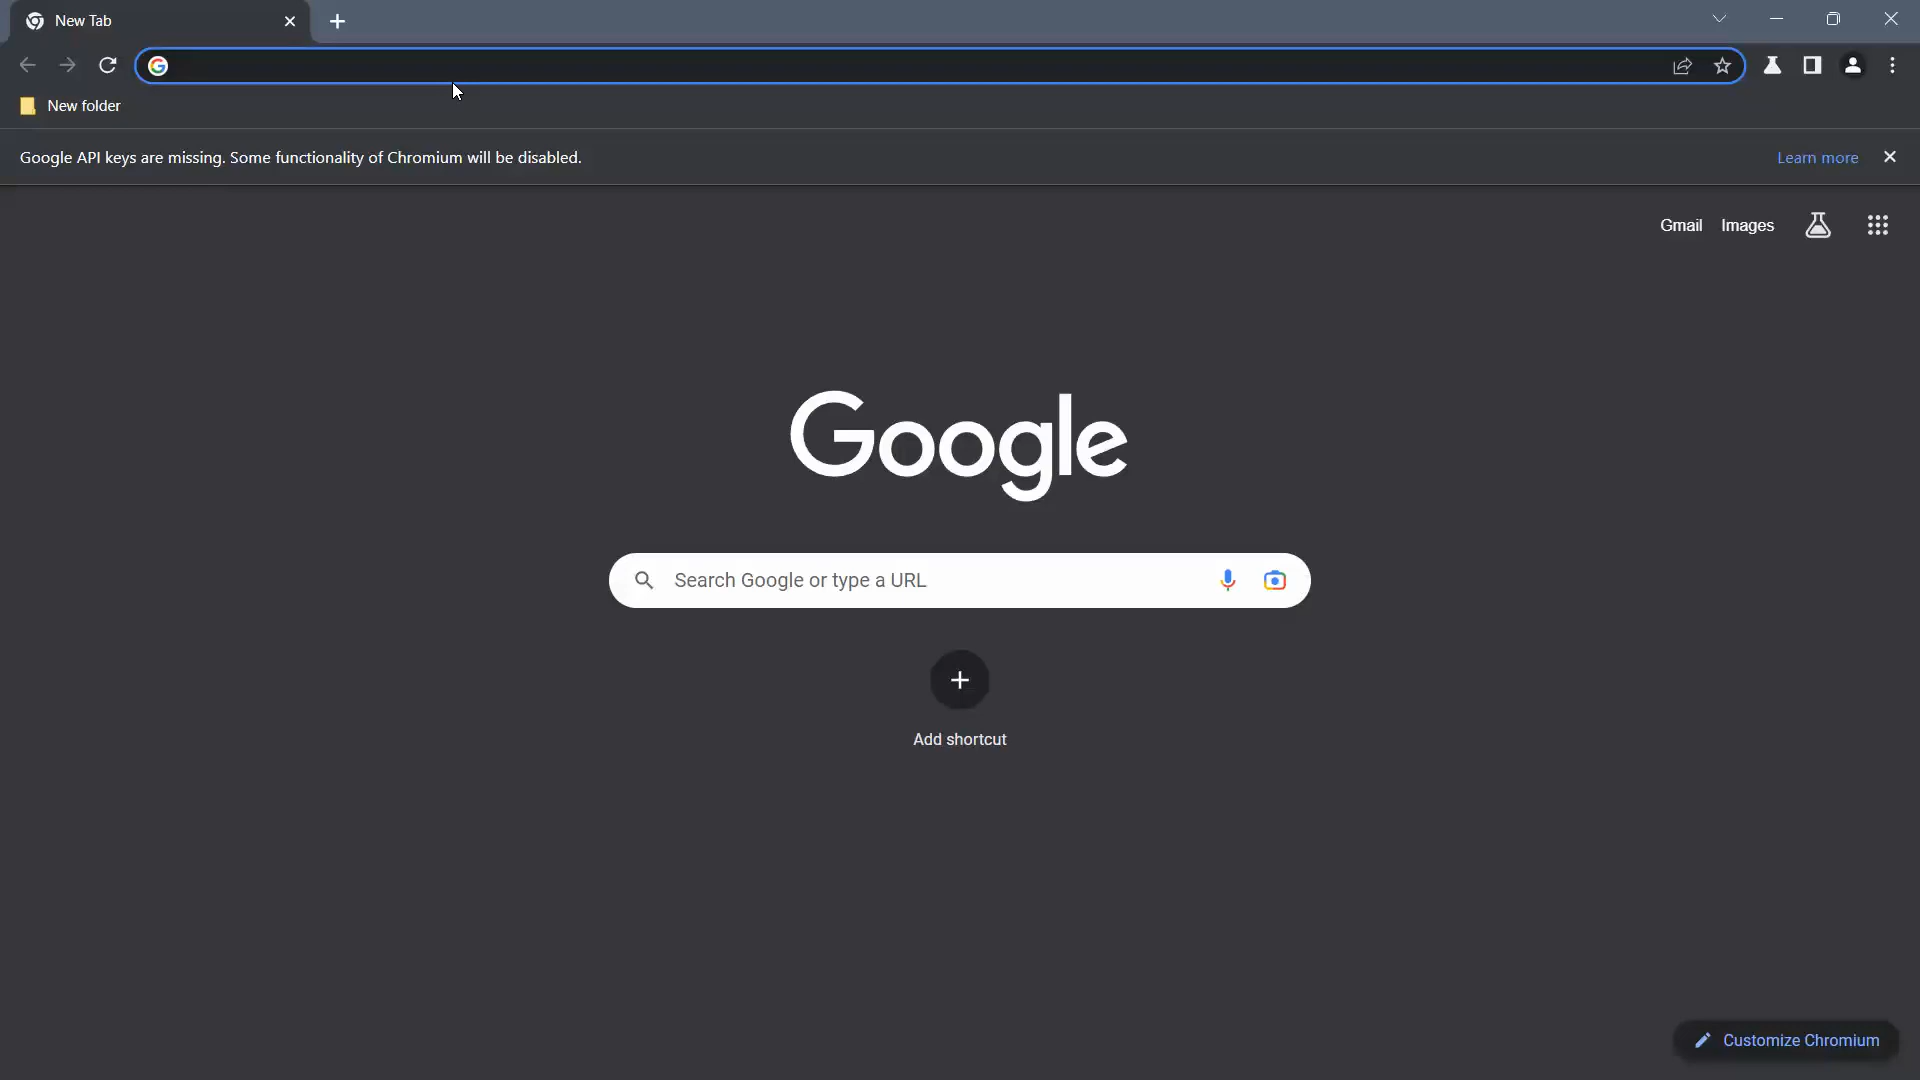 New Tab
New folder
Google API keys are missing. Some functionality of Chromium will be disabled.
Learn more
Gmail
Images
Google
Search Google or type a URL
Add shortcut
Customize Chromium